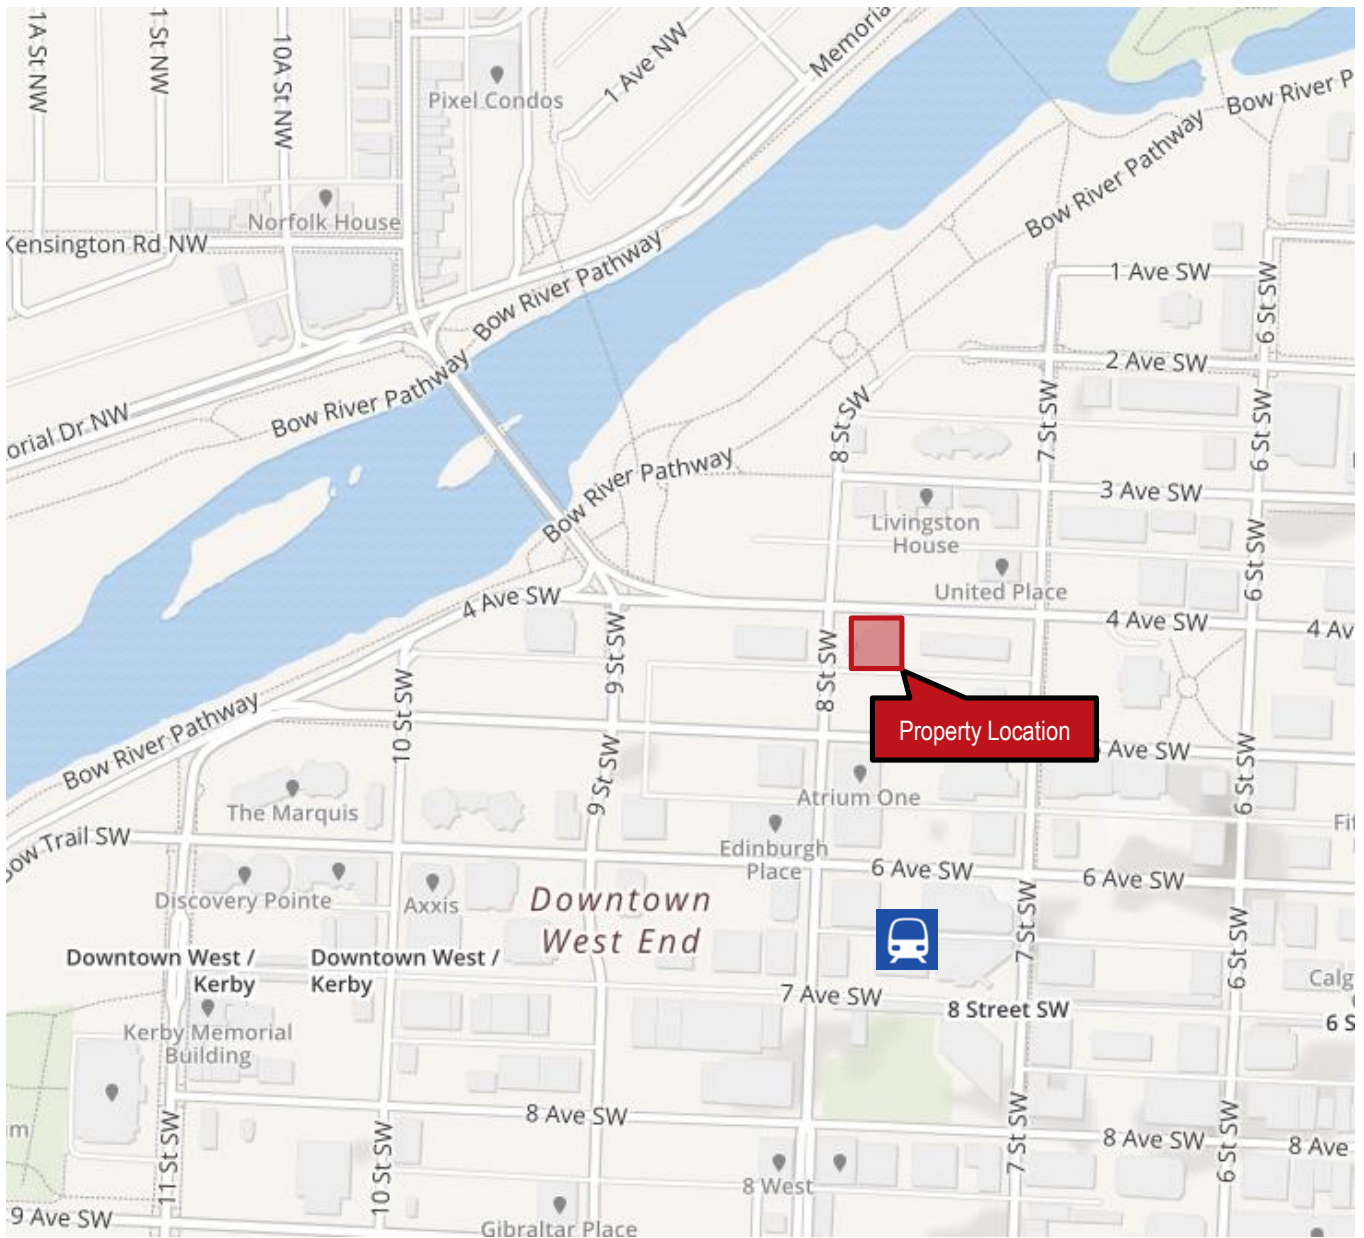 1A St NW
1 St NW
10A St NW
Pixel Condos
1 Ave NW
Memoria
Bow River P
Bow River Pathway
Norfolk House
Kensington Rd NW
Bow River Pathway
1 Ave SW
6 St SW
2 Ave SW
Bow River Pathway
orial Dr NW
8 St SW
7 St SW
6 St SW
Bow River Pathway
3 Ave SW
Livingston
House
6 St SW
United Place
4 Ave SW
4 Ave SW
4 Av
9 St SW
8 St SW
10 St SW
Bow River Pathway
Property Location
Ave SW
9 St SW
6 St SW
The Marquis
Atrium One
Bow Trail SW
Edinburgh
Place
Fi
6 Ave SW
6 Ave SW
Discovery Pointe
Axxis
Downtown
West End
7 St SW
6 St SW
Downtown West /
Kerby
Downtown West /
Kerby
7 Ave SW
8 Street SW
Calg
6 S
Kerby Memorial
Building
m
8 Ave SW
8 Ave SW
8 Ave
11 St SW
10 St SW
7 St SW
6 St SW
8 West
9 Ave SW
Gibraltar Place